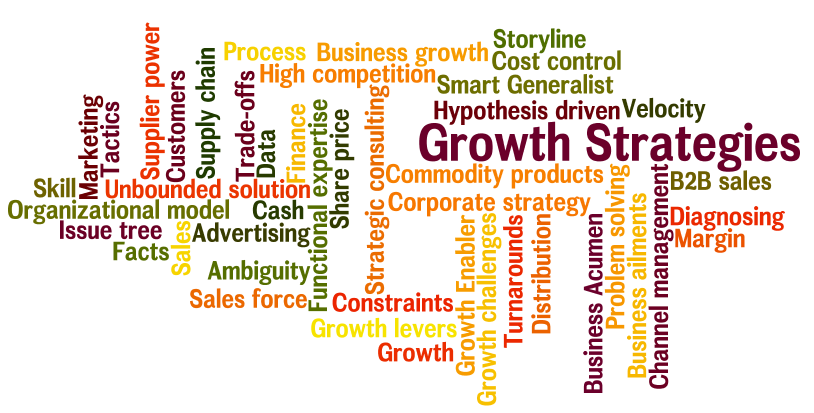 Storyline
Process
Business growth
Cost control
High competition
Smart Generalist
Supplier power
Customers
Supply chain
Trade-offs
Data
Finance
Marketing
Tactics
Hypothesis driven
Velocity
Growth Strategies
Functional expertise
Share price
Strategic consulting
Commodity products
B2B sales
Skill
Unbounded solution
Corporate strategy
Organizational model
Cash
Diagnosing
Issue tree
Advertising
Margin
Facts
Sales
Ambiguity
Sales force
Constraints
Growth levers
Growth
Growth Enabler
Growth challenges
Turnarounds
Distribution
Business Acumen
Problem solving
Business ailments
Channel management